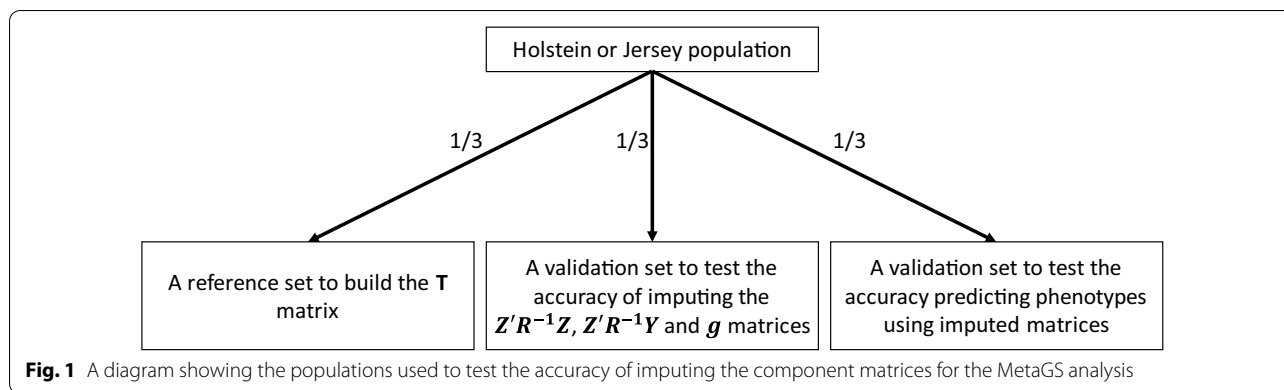 Holstein or Jersey population
1/3
1/3
1/3
A reference set to build the T
matrix
A validation set to test the
accuracy of imputing the
Z′R⁻¹Z, Z′R⁻¹Y and g matrices
A validation set to test the
accuracy predicting phenotypes
using imputed matrices
Fig. 1 A diagram showing the populations used to test the accuracy of imputing the component matrices for the MetaGS analysis